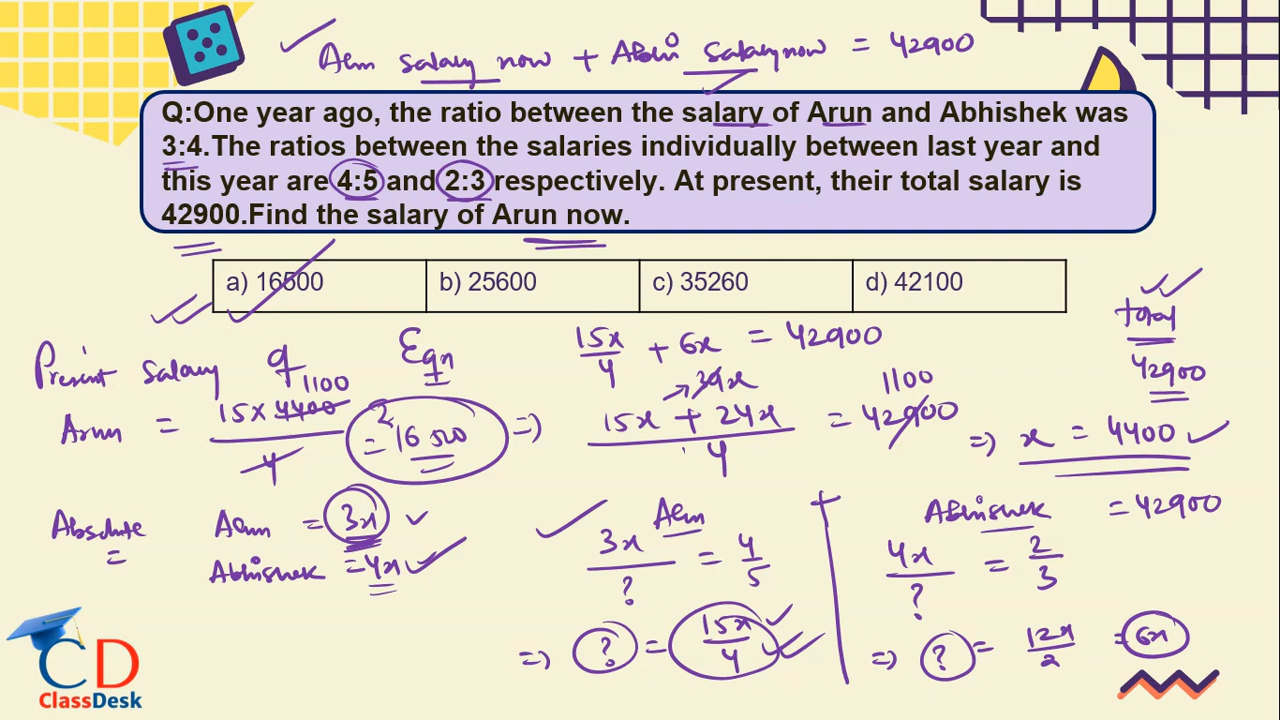 Arun salary now + Abhi salary now = 42900
Q:One year ago, the ratio between the salary of Arun and Abhishek was
3:4.The ratios between the salaries individually between last year and
this year are 4:5 and 2:3 respectively. At present, their total salary is
42900.Find the salary of Arun now.
a) 16500 b) 25600 c) 35260 d) 42100
Present salary of Arun = 15 x 4400 / 4
1100
= 16500
Eqn
15x/4 + 6x = 42900
39x
=> 15x + 24x / 4 = 42900
1100
=> x = 4400
total
42900
= 42900
Absolute
Arun = 3x
Abhishek = 4x
Arun
3x/? = 4/5
=> ? = 15x/4
Abhishek
4x/? = 2/3
=> ? = 12x/2 = 6x
CD
ClassDesk